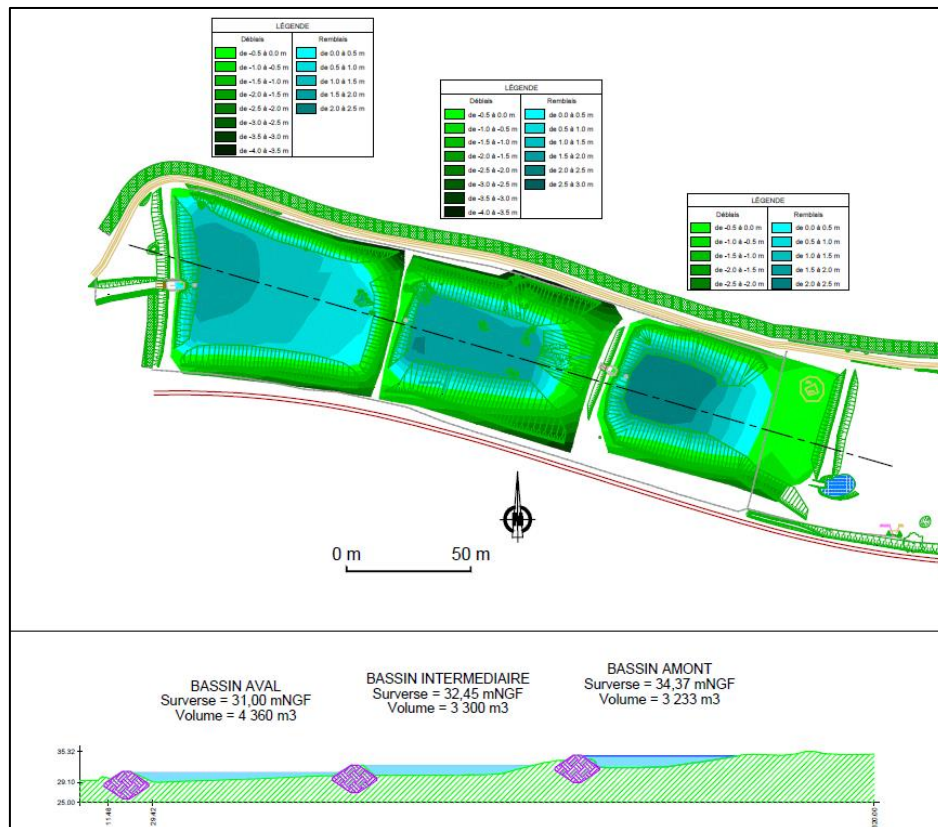 LÉGENDE
Déblais
Remblais
de -0.5 à 0.0 m
de 0.0 à 0.5 m
de -1.0 à -0.5 m
de 0.5 à 1.0 m
de -1.5 à -1.0 m
de 1.0 à 1.5 m
de -2.0 à -1.5 m
de 1.5 à 2.0 m
de -2.5 à -2.0 m
de 2.0 à 2.5 m
de -3.0 à -2.5 m
de -3.5 à -3.0 m
de -4.0 à -3.5 m
LÉGENDE
Déblais
Remblais
de -0.5 à 0.0 m
de 0.0 à 0.5 m
de -1.0 à -0.5 m
de 0.5 à 1.0 m
de -1.5 à -1.0 m
de 1.0 à 1.5 m
de -2.0 à -1.5 m
de 1.5 à 2.0 m
de -2.5 à -2.0 m
de 2.0 à 2.5 m
de -3.0 à -2.5 m
de 2.5 à 3.0 m
de -3.5 à -3.0 m
de -4.0 à -3.5 m
LÉGENDE
Déblais
Remblais
de -0.5 à 0.0 m
de 0.0 à 0.5 m
de -1.0 à -0.5 m
de 0.5 à 1.0 m
de -1.5 à -1.0 m
de 1.0 à 1.5 m
de -2.0 à -1.5 m
de 1.5 à 2.0 m
de -2.5 à -2.0 m
de 2.0 à 2.5 m
0 m
50 m
BASSIN AVAL
Surverse = 31,00 mNGF
Volume = 4 360 m3
BASSIN INTERMEDIAIRE
Surverse = 32,45 mNGF
Volume = 3 300 m3
BASSIN AMONT
Surverse = 34,37 mNGF
Volume = 3 233 m3
35.32
29.10
25.00
11.48
29.42